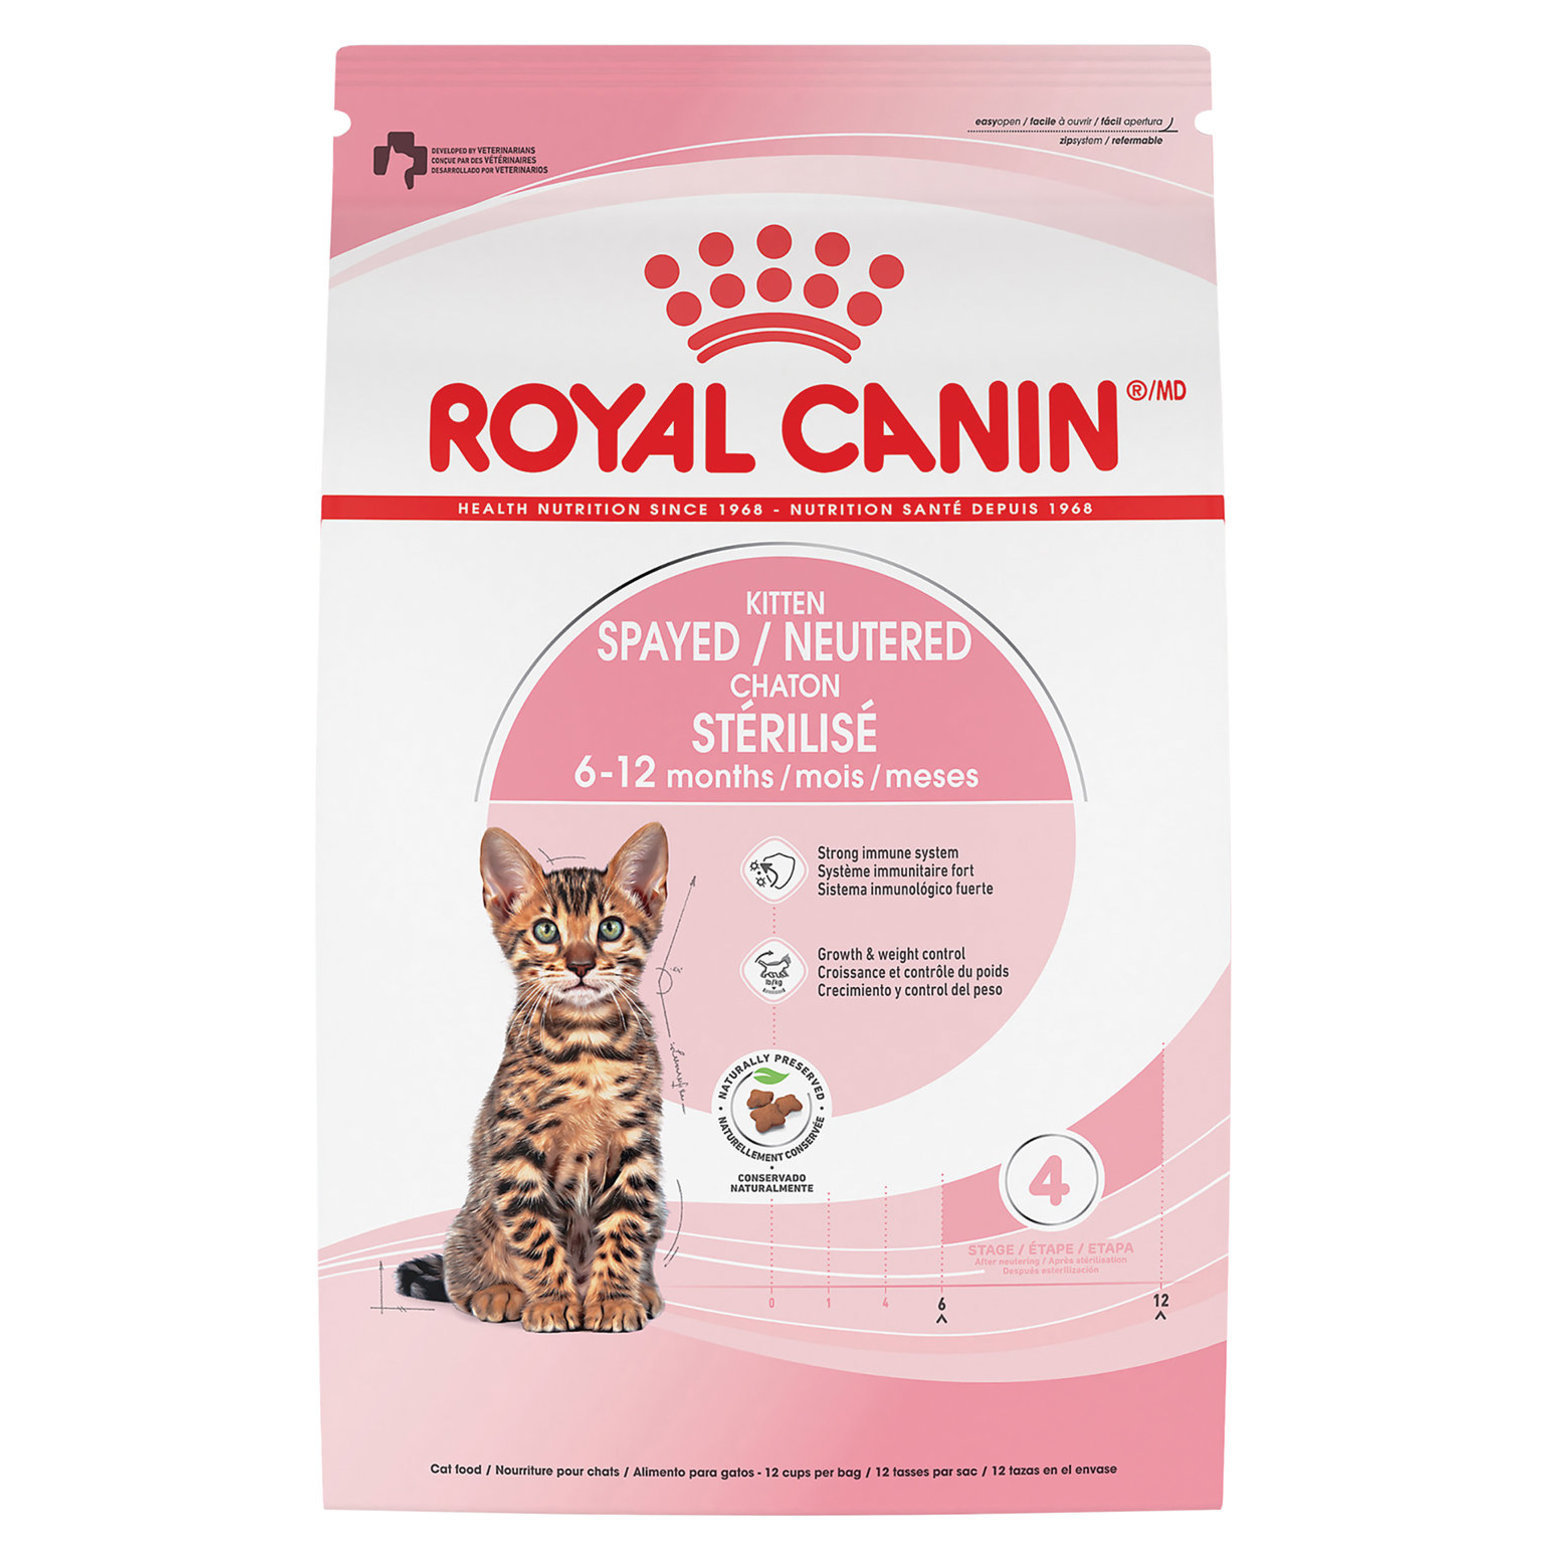 easyopen / facile à ouvrir / fácil apertura
zipsystem / refermable
DEVELOPED BY VETERINARIANS
CONÇUE PAR DES VÉTÉRINAIRES
DESARROLLADO POR VETERINARIOS
ROYAL CANIN ®/MD
HEALTH NUTRITION SINCE 1968 - NUTRITION SANTÉ DEPUIS 1968
KITTEN
SPAYED / NEUTERED
CHATON
STÉRILISÉ
6-12 months / mois / meses
Strong immune system
Système immunitaire fort
Sistema inmunológico fuerte
Growth & weight control
Croissance et contrôle du poids
Crecimiento y control del peso
lb/kg
• NATURALLY PRESERVED •
NATURELLEMENT CONSERVÉE
CONSERVADO
NATURALMENTE
4
STAGE / ÉTAPE / ETAPA
After neutering / Après stérilisation
Después esterilización
0 1 4 6 12
Cat food / Nourriture pour chats / Alimento para gatos - 12 cups per bag / 12 tasses par sac / 12 tazas en el envase